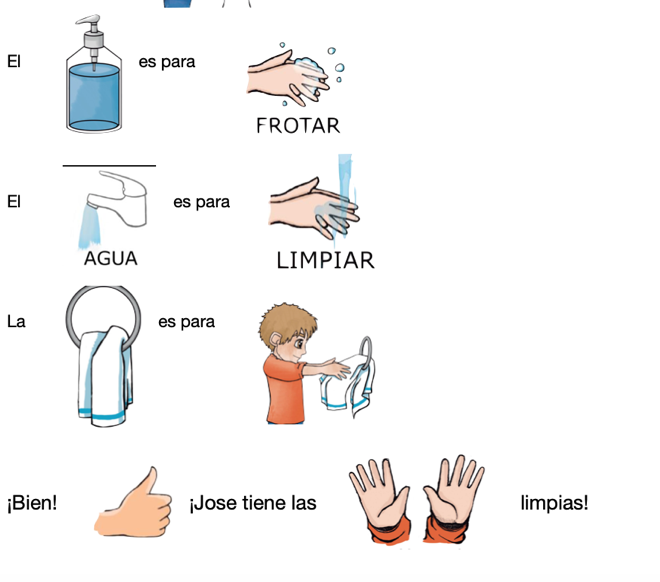 El es para
FROTAR
El es para
AGUA
LIMPIAR
La es para
¡Bien! ¡Jose tiene las limpias!